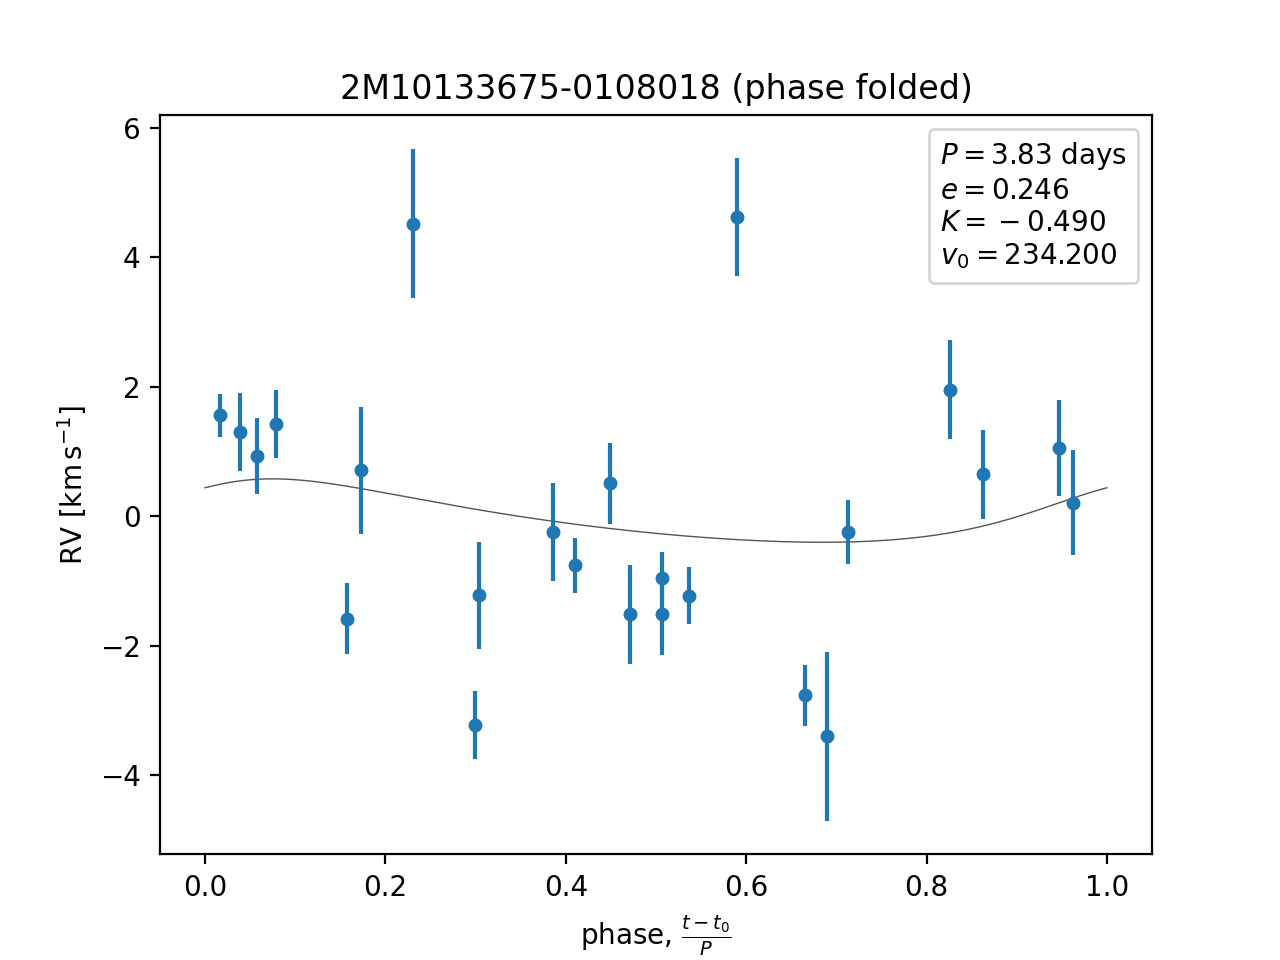 2M10133675-0108018 (phase folded)
P = 3.83 days
e = 0.246
K = −0.490
v₀ = 234.200
6
4
2
0
−2
−4
RV [km s⁻¹]
0.0 0.2 0.4 0.6 0.8 1.0
phase, (t − t₀)/P